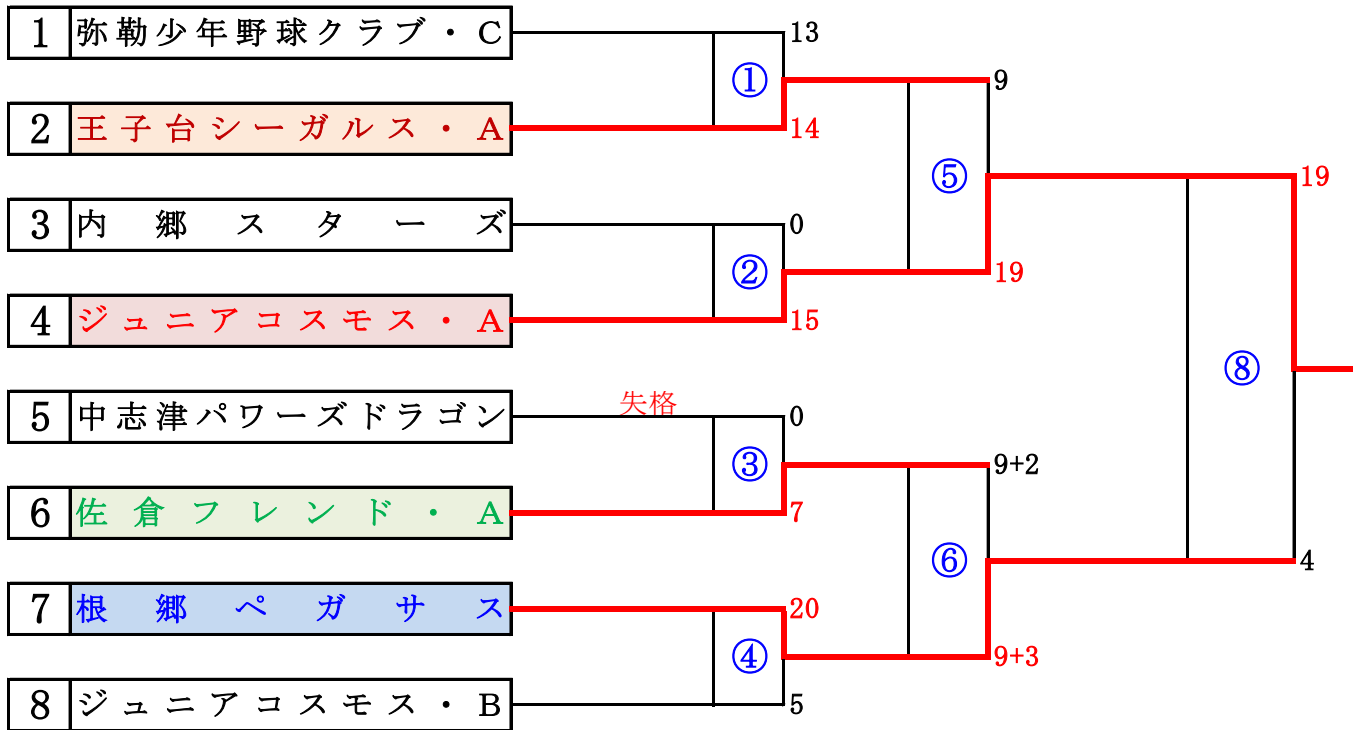 1 弥勒少年野球クラブ・C 13
① 9
2 王子台シーガルス・A 14
⑤ 19
3 内郷スターズ 0
② 19
4 ジュニアコスモス・A 15
⑧
失格
5 中志津パワーズドラゴン 0
③ 9+2
6 佐倉フレンド・A 7
⑥ 4
7 根郷ペガサス 20
④ 9+3
8 ジュニアコスモス・B 5